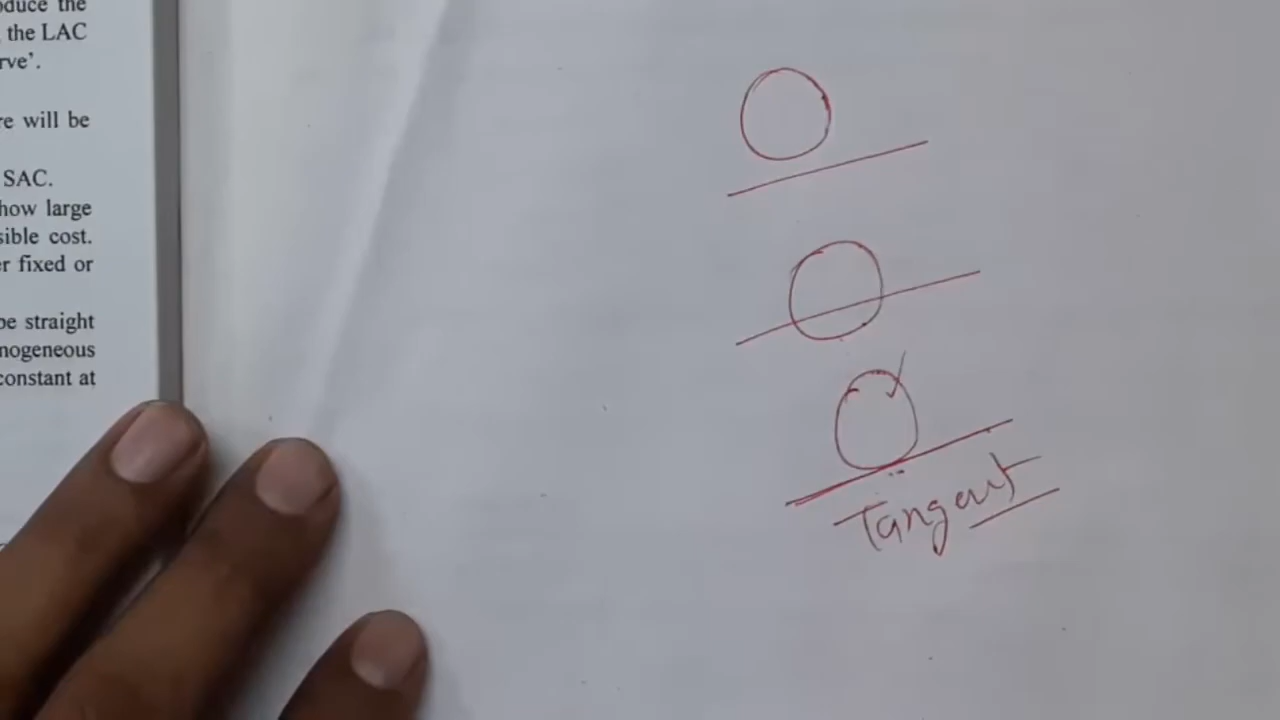 oduce the
the LAC
rve'.
re will be
SAC.
how large
sible cost.
er fixed or
be straight
nogeneous
constant at
Tangent